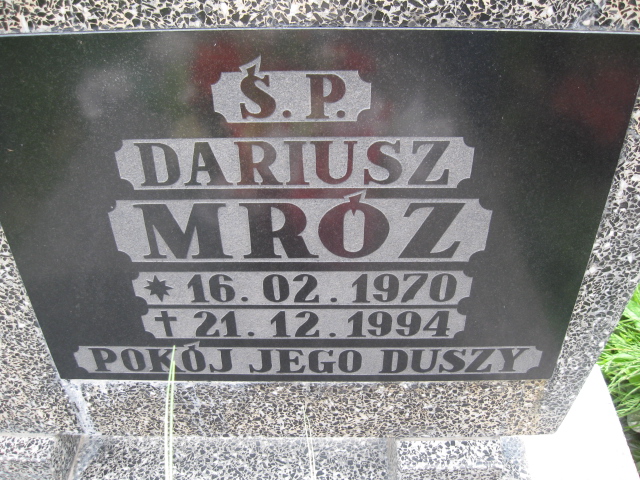 Ś.P.
DARIUSZ
MRÓZ
* 16.02.1970
† 21.12.1994
POKÓJ JEGO DUSZY